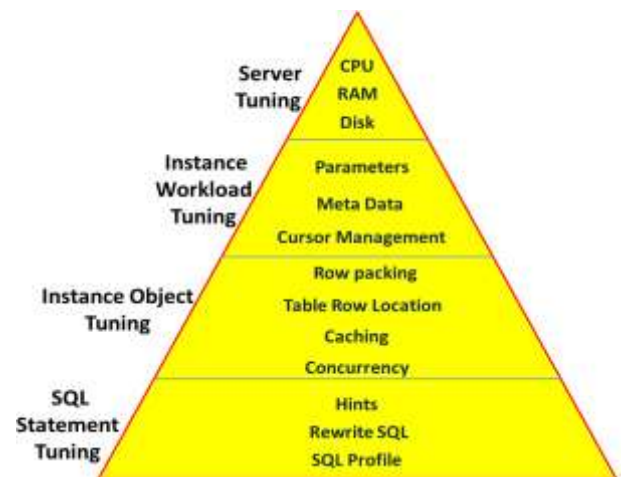 Server
Tuning
CPU
RAM
Disk
Instance
Workload
Tuning
Parameters
Meta Data
Cursor Management
Instance Object
Tuning
Row packing
Table Row Location
Caching
Concurrency
SQL
Statement
Tuning
Hints
Rewrite SQL
SQL Profile